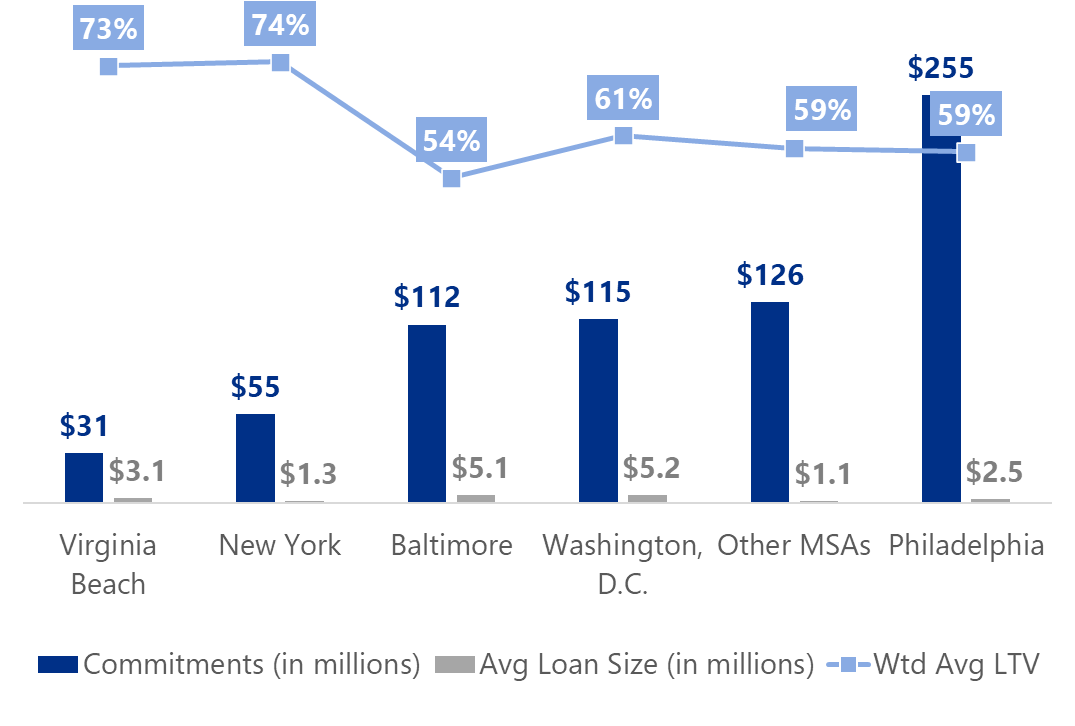 73%
74%
54%
61%
59%
59%
$255
$31
$55
$112
$115
$126
$3.1
$1.3
$5.1
$5.2
$1.1
$2.5
Virginia
Beach
New York
Baltimore
Washington,
D.C.
Other MSAs
Philadelphia
Commitments (in millions)
Avg Loan Size (in millions)
Wtd Avg LTV